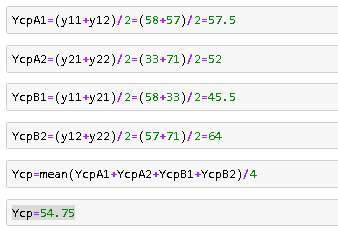 YcpA1=(y11+y12)/2=(58+57)/2=57.5
YcpA2=(y21+y22)/2=(33+71)/2=52
YcpB1=(y11+y21)/2=(58+33)/2=45.5
YcpB2=(y12+y22)/2=(57+71)/2=64
Ycp=mean(YcpA1+YcpA2+YcpB1+YcpB2)/4
Ycp=54.75